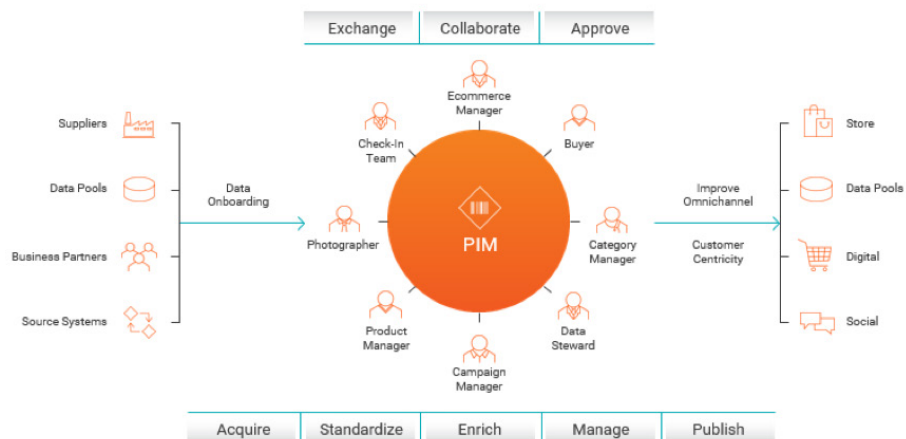 Exchange
Collaborate
Approve
Suppliers
Data Pools
Business Partners
Source Systems
Data
Onboarding
Ecommerce
Manager
Check-In
Team
Buyer
Photographer
PIM
Category
Manager
Product
Manager
Data
Steward
Campaign
Manager
Improve
Omnichannel
Customer
Centricity
Store
Data Pools
Digital
Social
Acquire
Standardize
Enrich
Manage
Publish